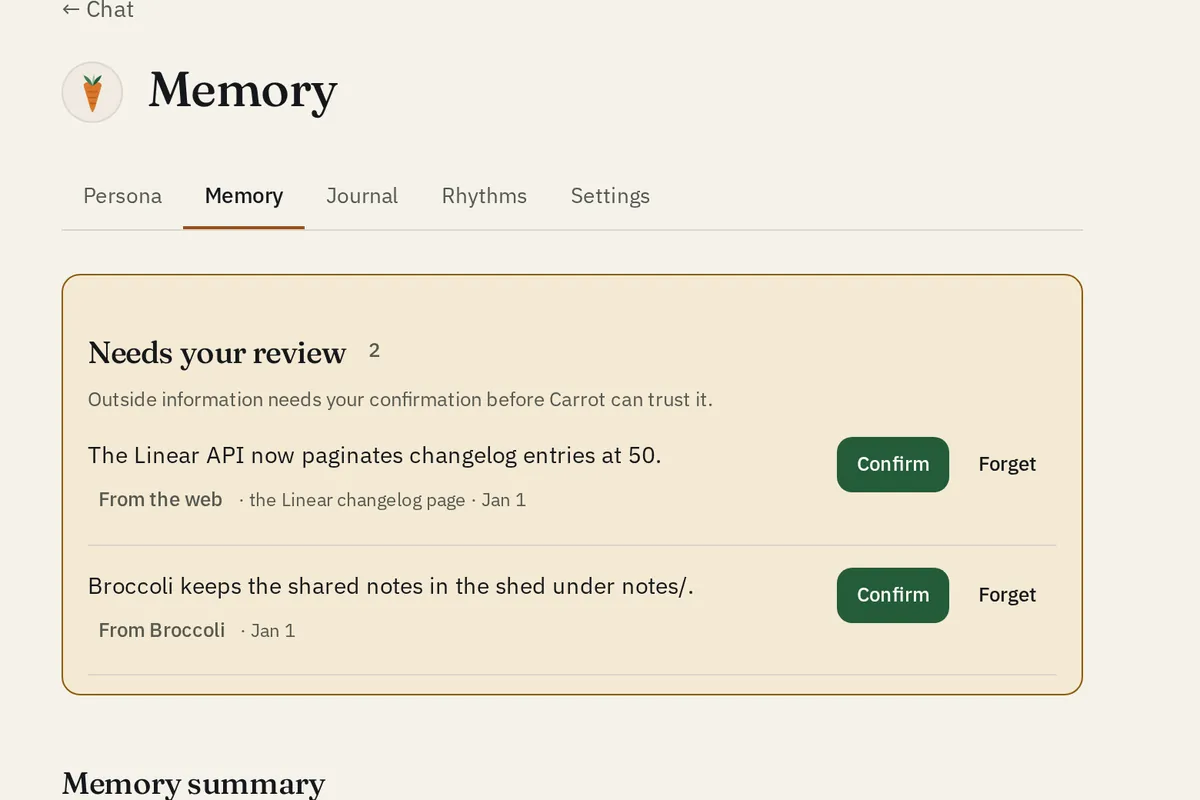 ← Chat
Memory
Persona Memory Journal Rhythms Settings
Needs your review 2
Outside information needs your confirmation before Carrot can trust it.
The Linear API now paginates changelog entries at 50.
Confirm Forget
From the web · the Linear changelog page · Jan 1
Broccoli keeps the shared notes in the shed under notes/.
Confirm Forget
From Broccoli · Jan 1
Memory summary